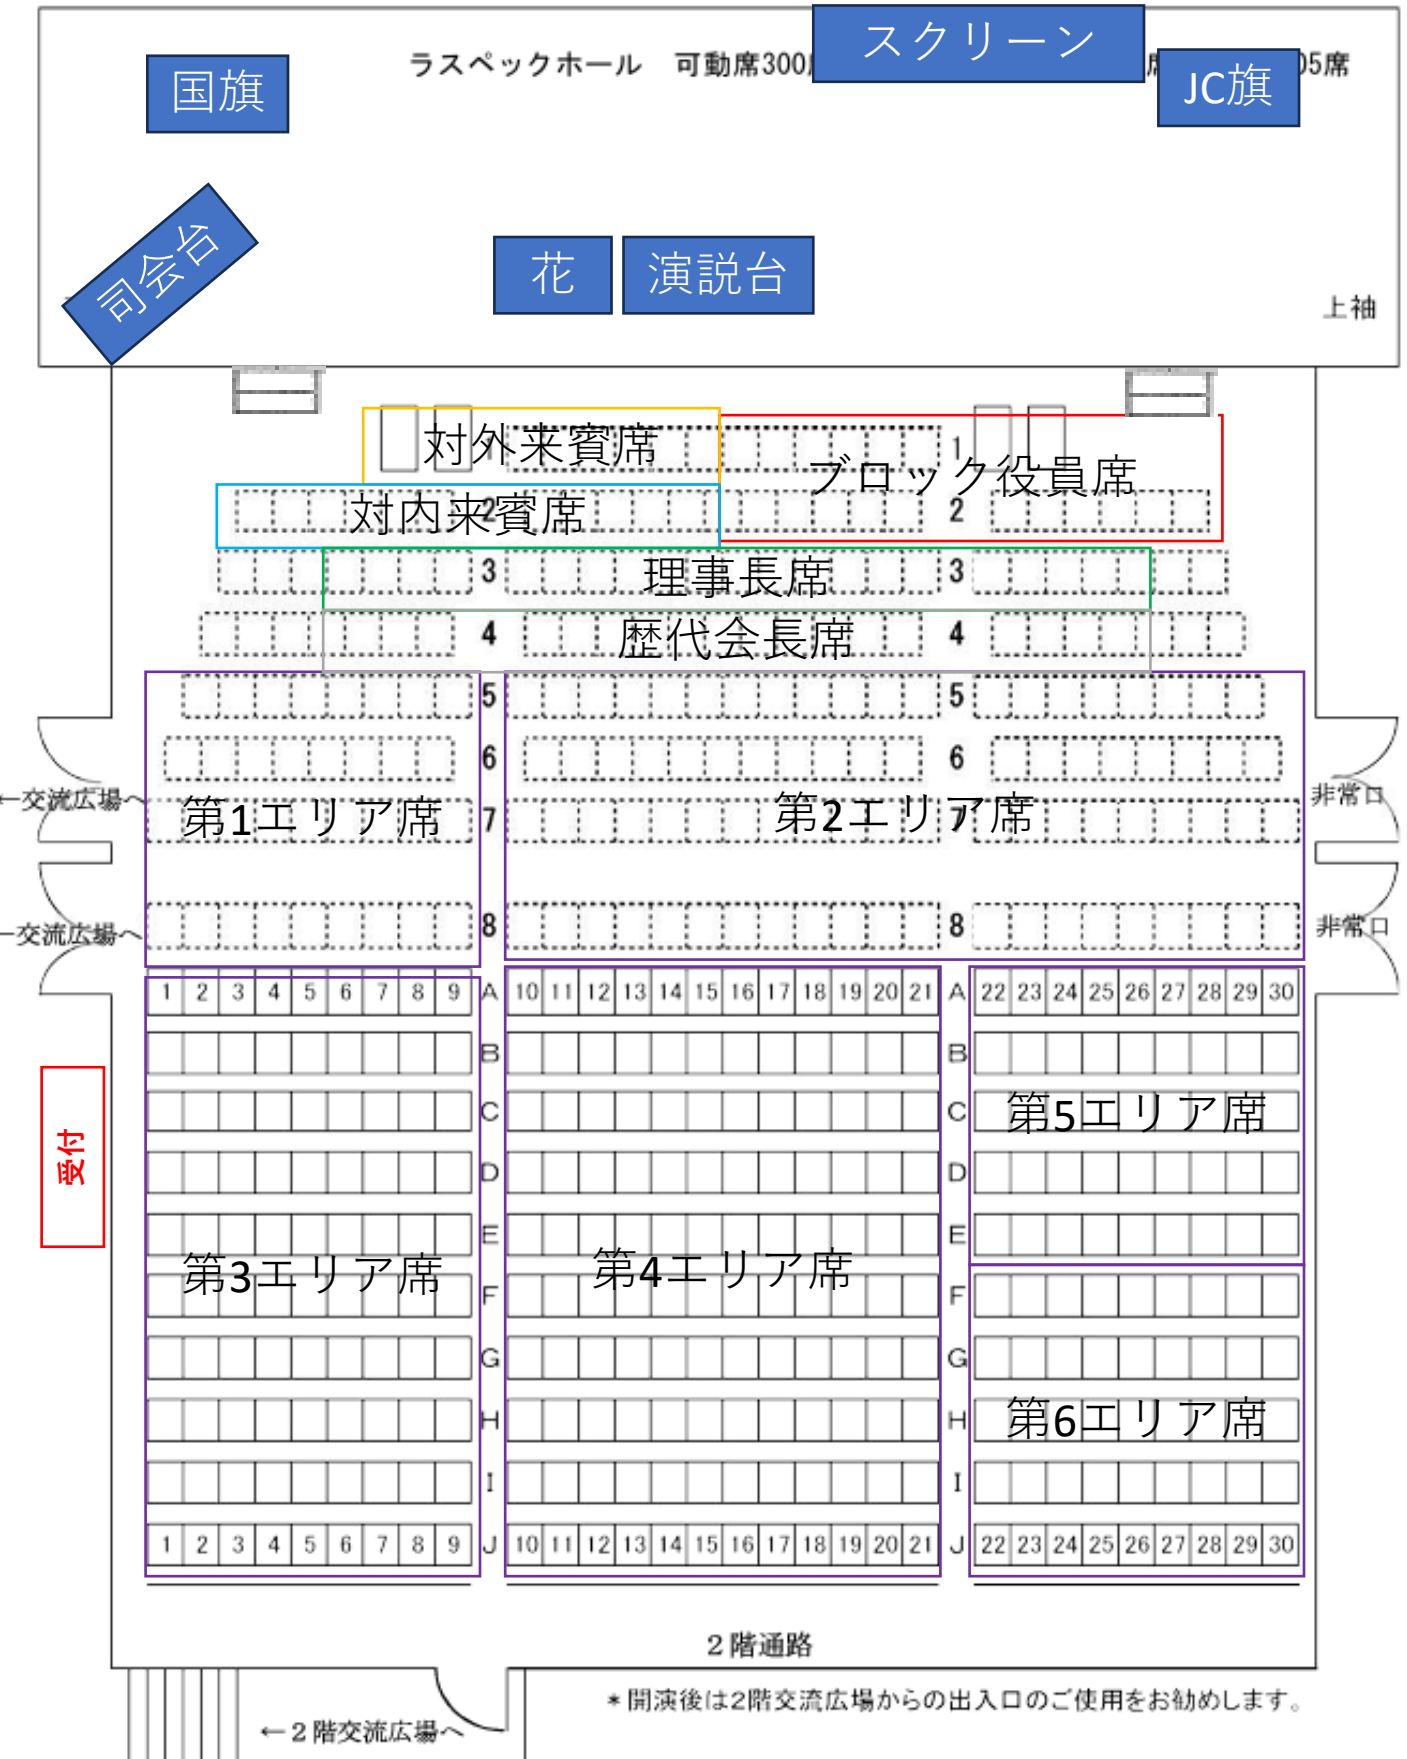 スクリーン
ラスペックホール 可動席300
05席
国旗
JC旗
司会台
花
演説台
上袖
対外来賓席
1
ブロック役員席
対内来賓席
2
2
3
理事長席
3
4
歴代会長席
4
5
5
6
6
←交流広場へ
第1エリア席
7
第2エリア席
7
非常口
←交流広場へ
8
8
非常口
1 2 3 4 5 6 7 8 9 A 10 11 12 13 14 15 16 17 18 19 20 21 A 22 23 24 25 26 27 28 29 30
B B
C C
第5エリア席
受付
D D
E E
第3エリア席
第4エリア席
F F
G G
H H
第6エリア席
I I
1 2 3 4 5 6 7 8 9 J 10 11 12 13 14 15 16 17 18 19 20 21 J 22 23 24 25 26 27 28 29 30
2階通路
*開演後は2階交流広場からの出入口のご使用をお勧めします。
←2階交流広場へ